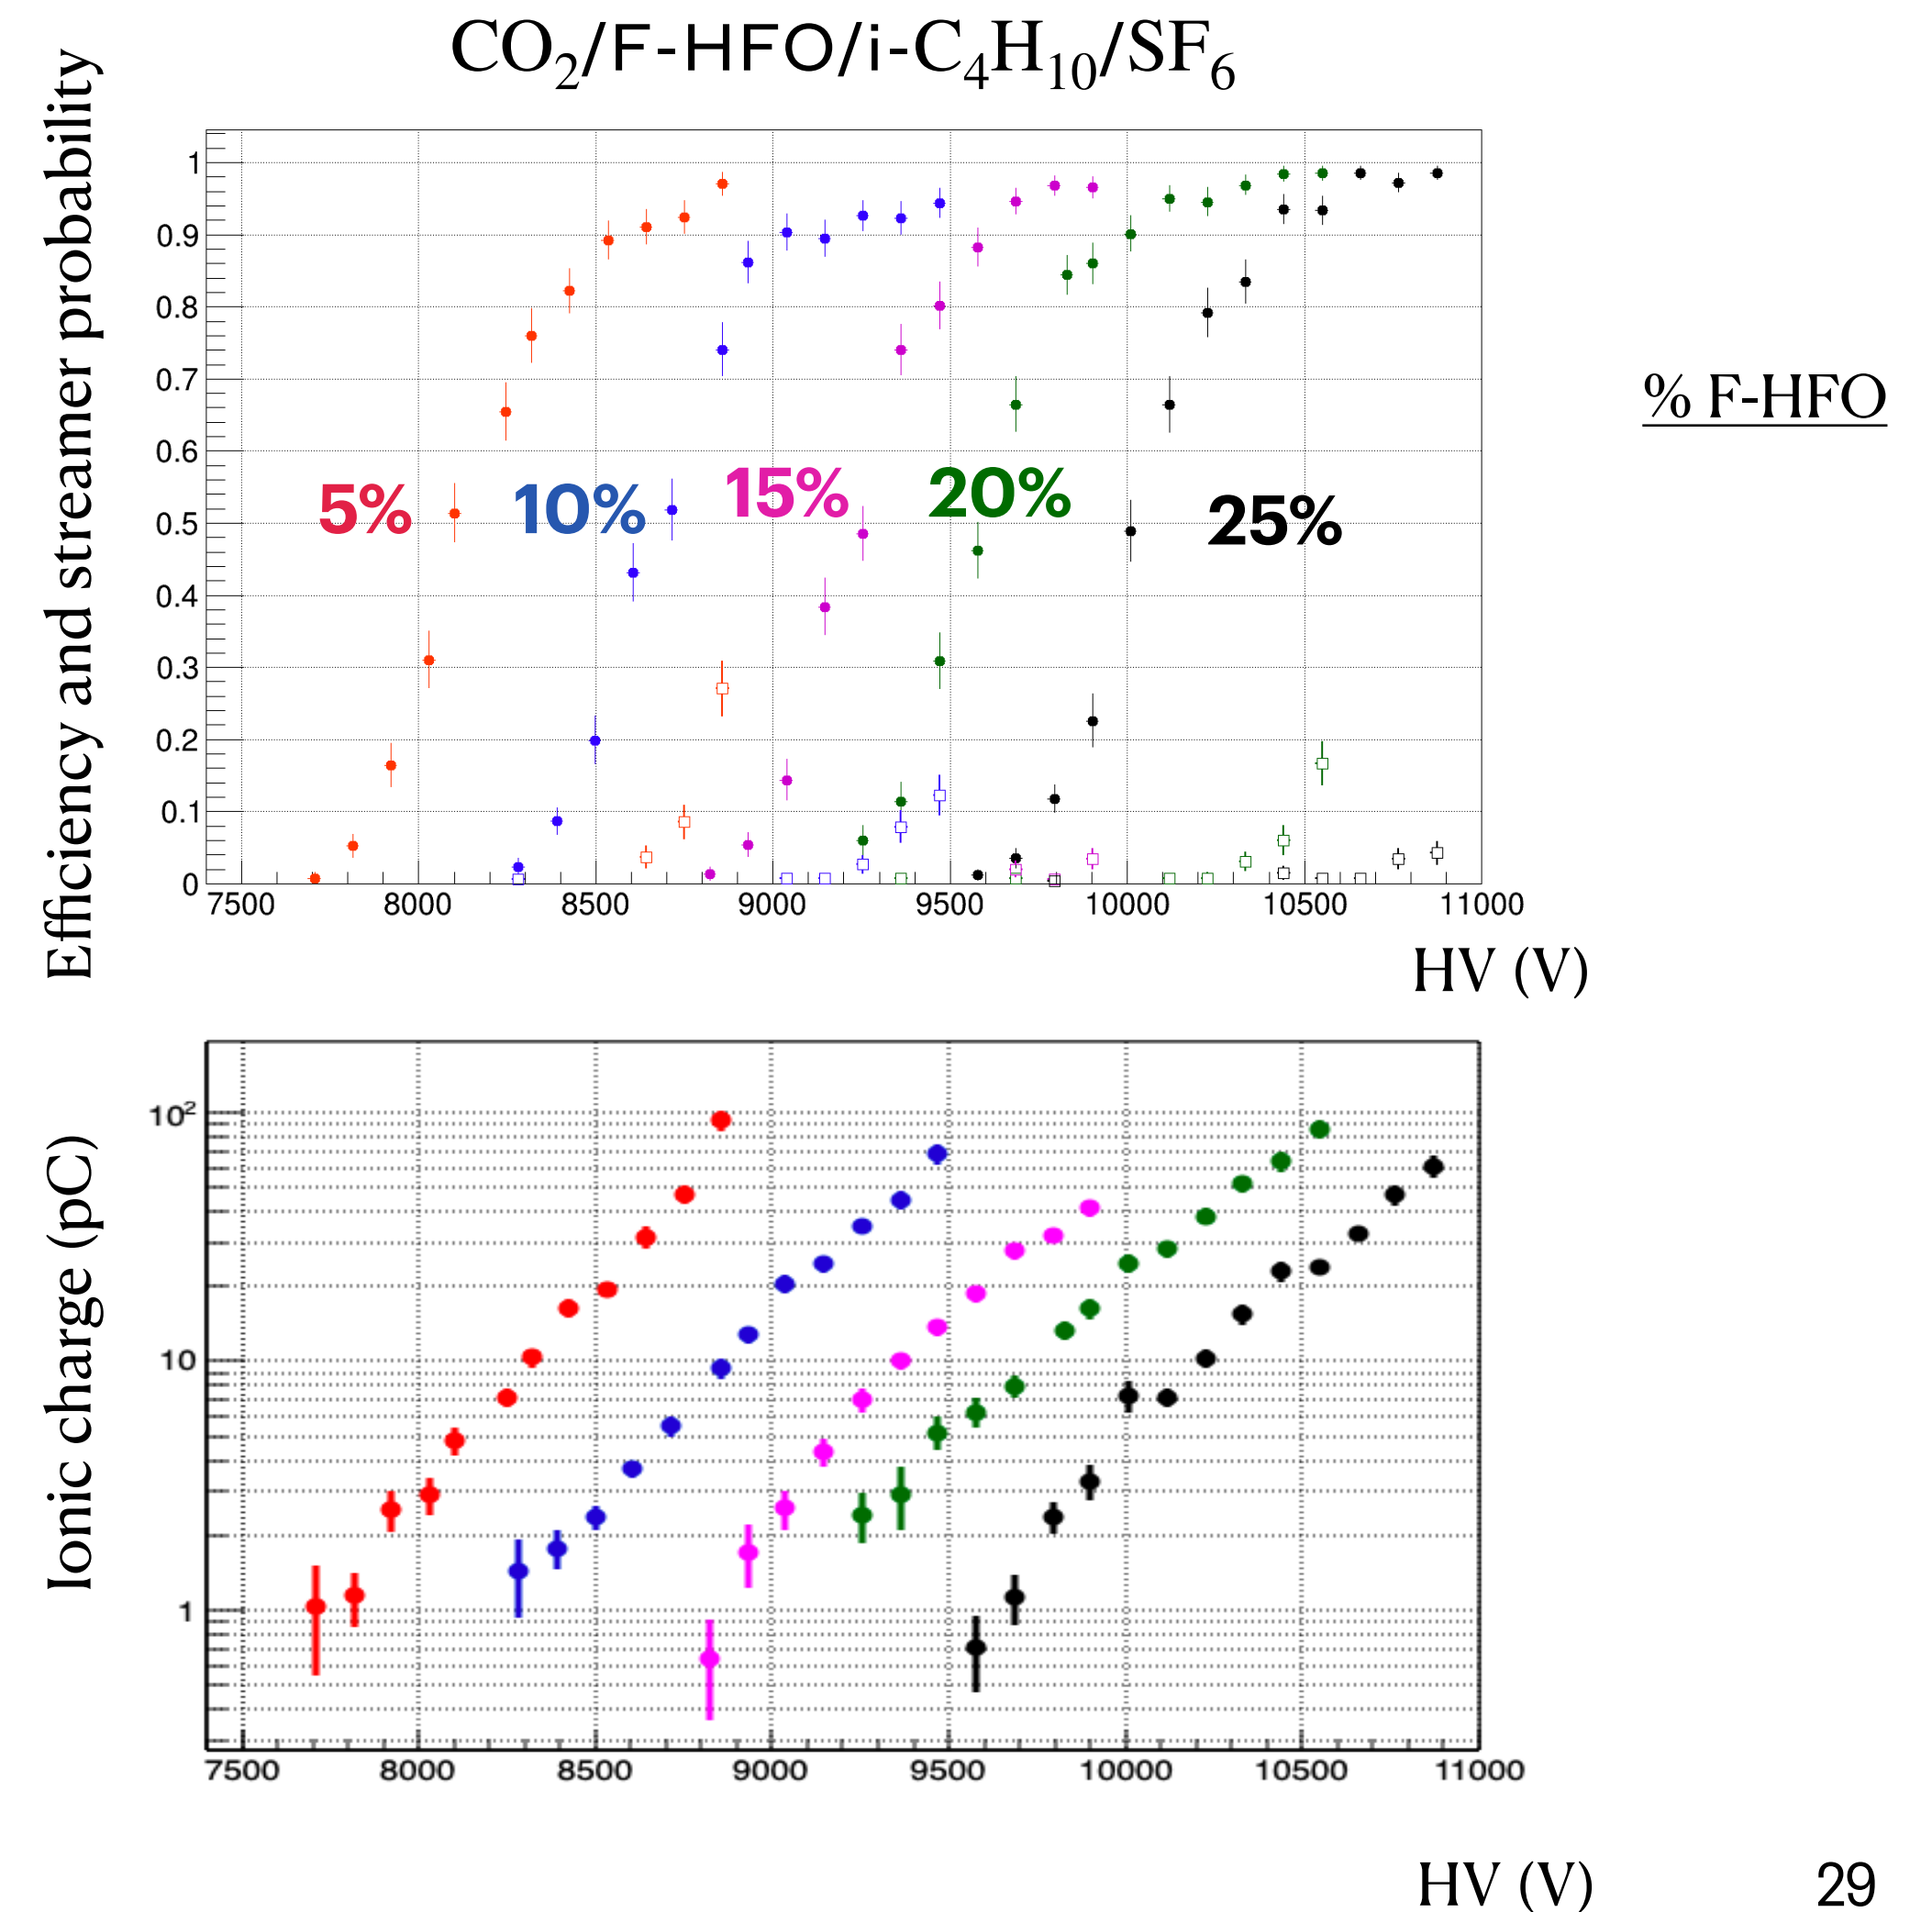 CO₂/F-HFO/i-C₄H₁₀/SF₆
Efficiency and streamer probability
1
0.9
0.8
0.7
0.6
0.5
0.4
0.3
0.2
0.1
0
5%
10%
15%
20%
25%
7500 8000 8500 9000 9500 10000 10500 11000
HV (V)
% F-HFO
Ionic charge (pC)
10²
10
1
7500 8000 8500 9000 9500 10000 10500 11000
HV (V)
29